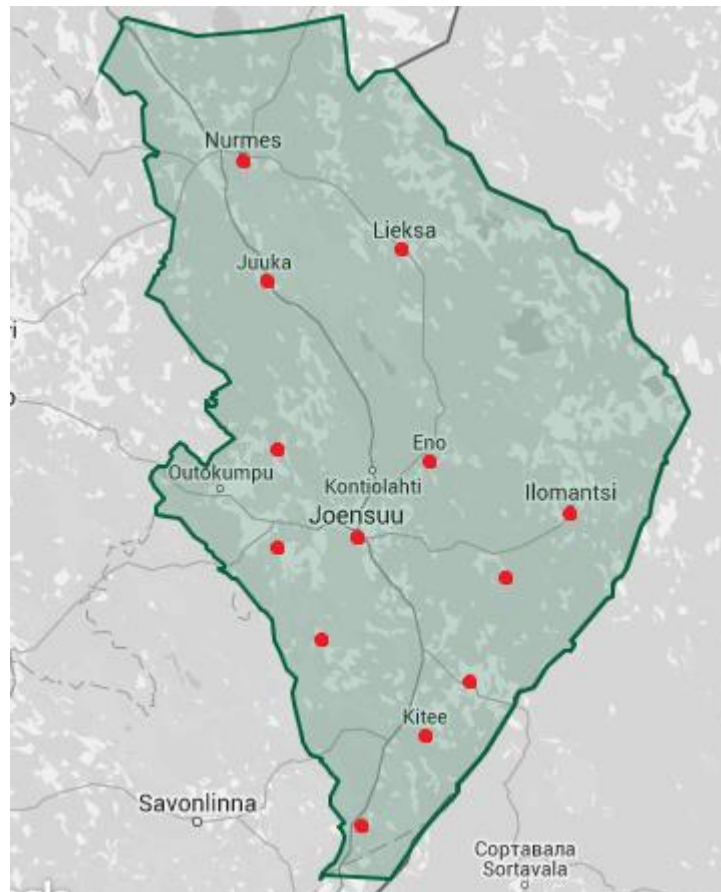 Nurmes
Lieksa
Juuka
Eno
Outokumpu
Kontiolahti
Ilomantsi
Joensuu
Kitee
Savonlinna
Сортавала
Sortavala